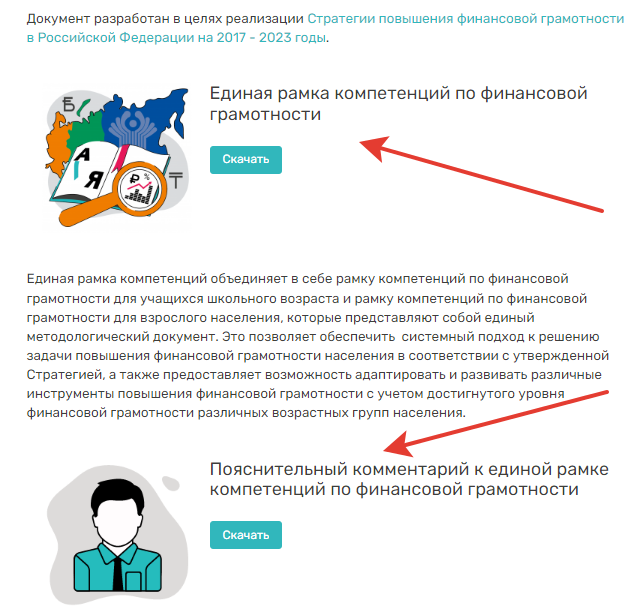 Документ разработан в целях реализации Стратегии повышения финансовой грамотности
в Российской Федерации на 2017 - 2023 годы.
Единая рамка компетенций по финансовой
грамотности
Скачать
Б
А
Я
₽
%
₸
Единая рамка компетенций объединяет в себе рамку компетенций по финансовой
грамотности для учащихся школьного возраста и рамку компетенций по финансовой
грамотности для взрослого населения, которые представляют собой единый
методологический документ. Это позволяет обеспечить системный подход к решению
задачи повышения финансовой грамотности населения в соответствии с утвержденной
Стратегией, а также предоставляет возможность адаптировать и развивать различные
инструменты повышения финансовой грамотности с учетом достигнутого уровня
финансовой грамотности различных возрастных групп населения.
Пояснительный комментарий к единой рамке
компетенций по финансовой грамотности
Скачать